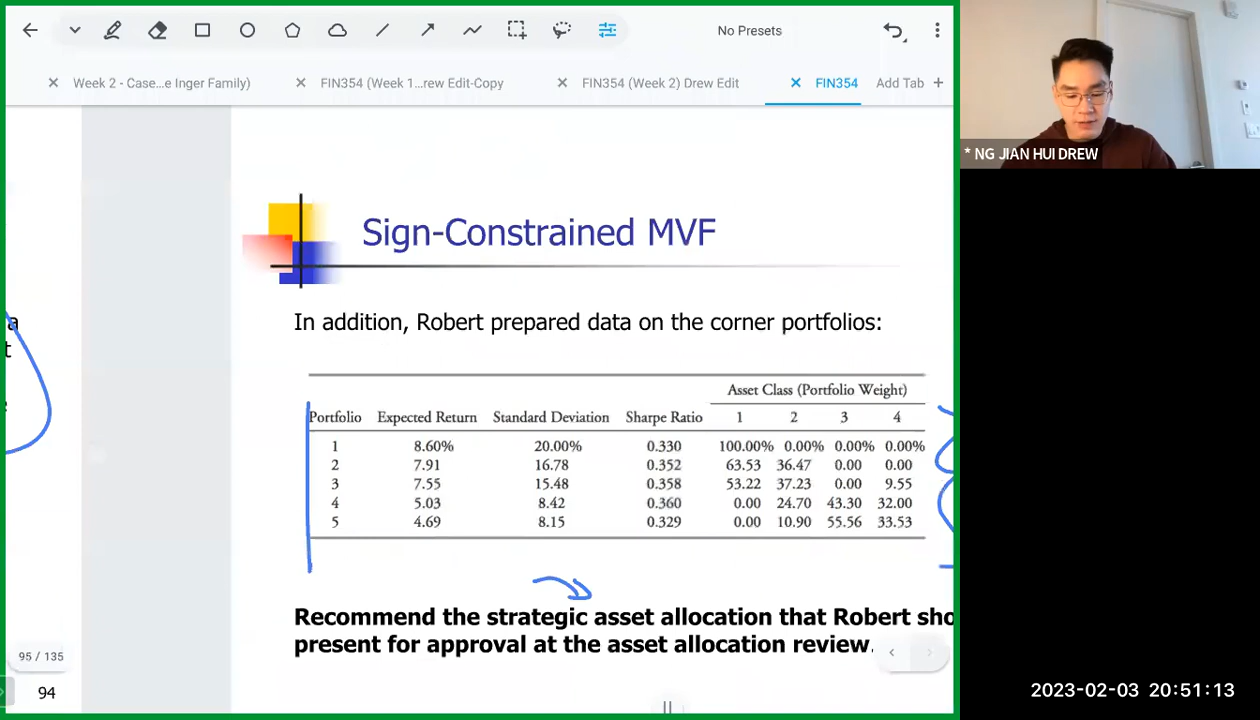 No Presets
Week 2 - Case...e Inger Family)
FIN354 (Week 1...rew Edit-Copy
FIN354 (Week 2) Drew Edit
FIN354
Add Tab
* NG JIAN HUI DREW
Sign-Constrained MVF
In addition, Robert prepared data on the corner portfolios:
Asset Class (Portfolio Weight)
Portfolio Expected Return Standard Deviation Sharpe Ratio 1 2 3 4
1 8.60% 20.00% 0.330 100.00% 0.00% 0.00% 0.00%
2 7.91 16.78 0.352 63.53 36.47 0.00 0.00
3 7.55 15.48 0.358 53.22 37.23 0.00 9.55
4 5.03 8.42 0.360 0.00 24.70 43.30 32.00
5 4.69 8.15 0.329 0.00 10.90 55.56 33.53
Recommend the strategic asset allocation that Robert sho
present for approval at the asset allocation review.
95 / 135
94
2023-02-03 20:51:13